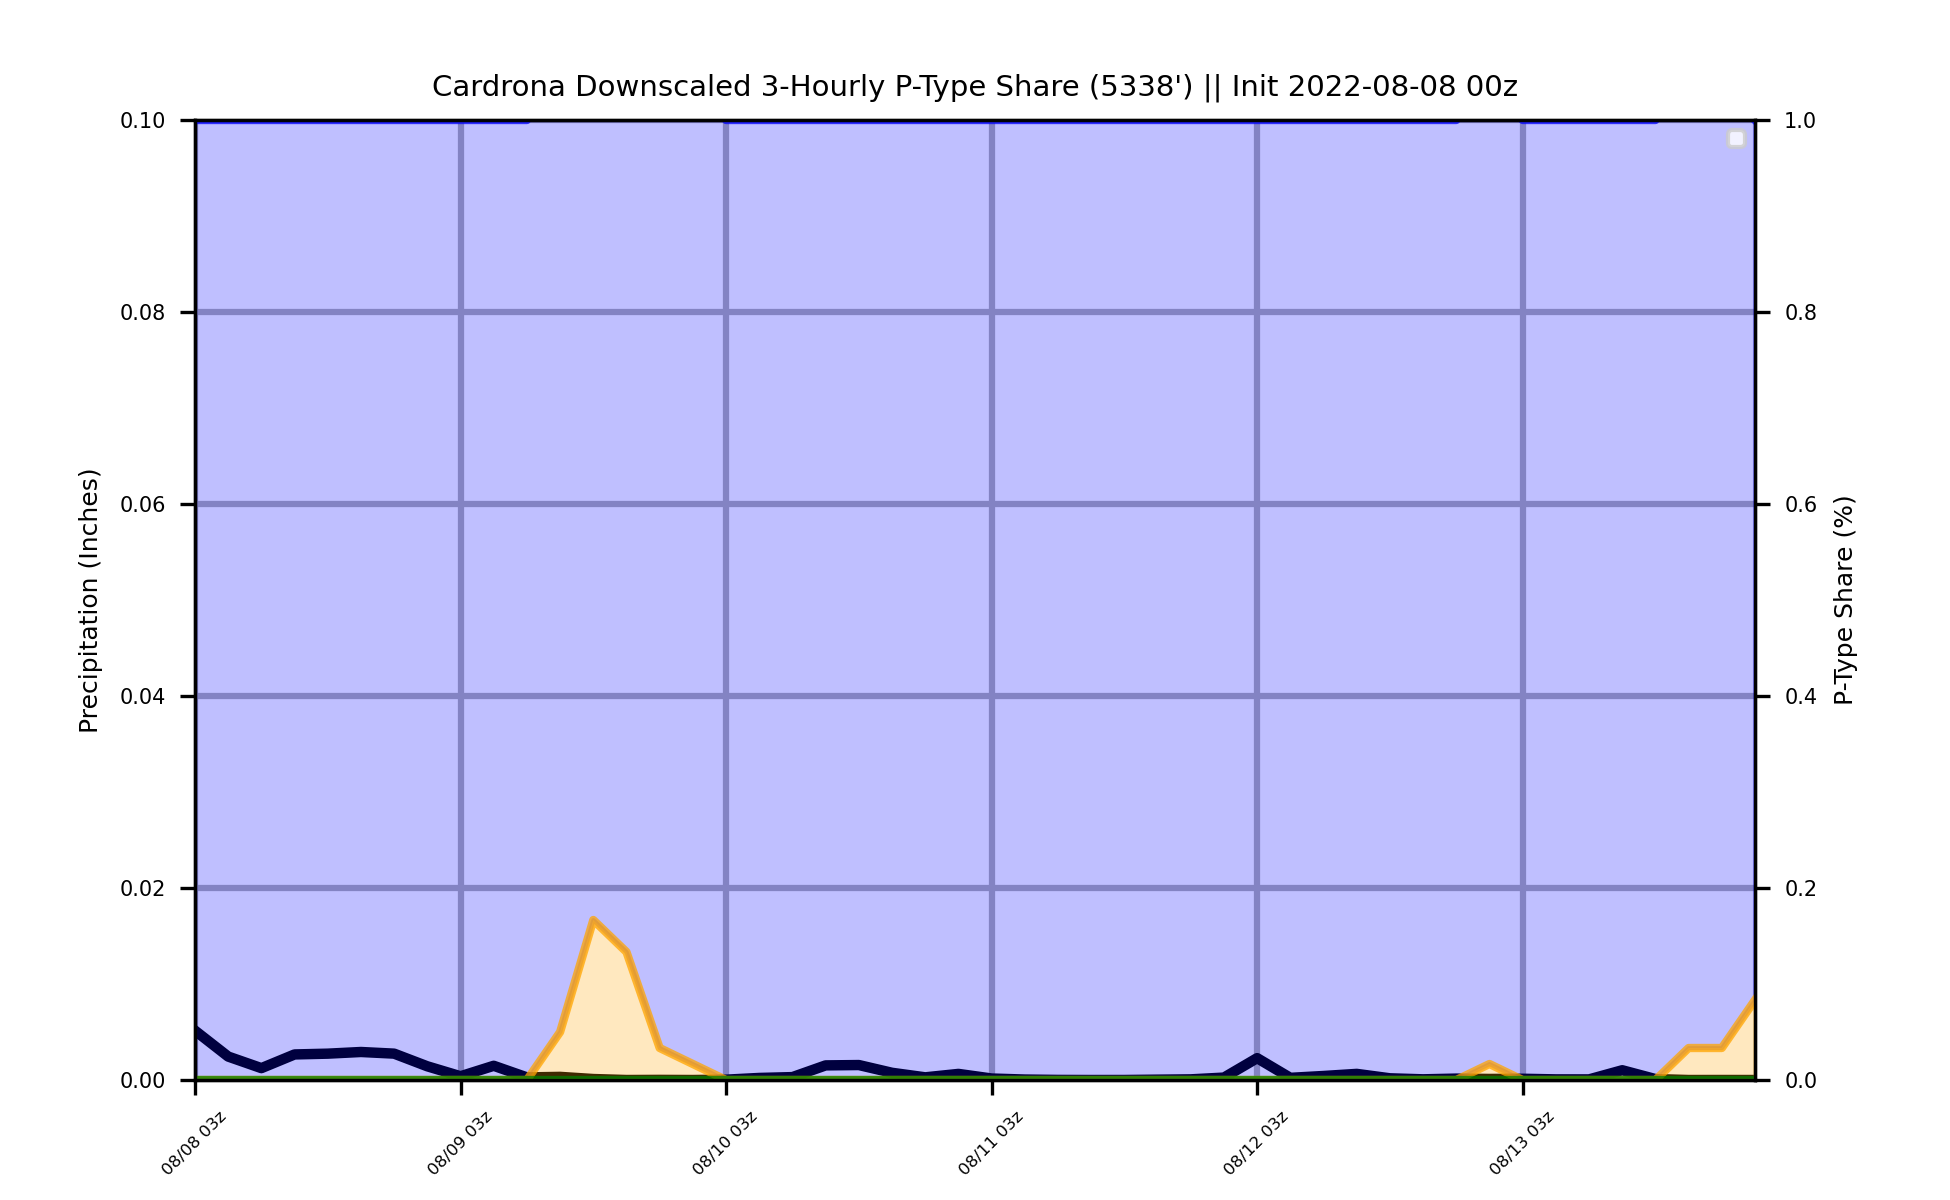 Cardrona Downscaled 3-Hourly P-Type Share (5338') || Init 2022-08-08 00z
0.10
0.08
0.06
0.04
0.02
0.00
Precipitation (Inches)
1.0
0.8
0.6
0.4
0.2
0.0
P-Type Share (%)
08/08 03z
08/09 03z
08/10 03z
08/11 03z
08/12 03z
08/13 03z